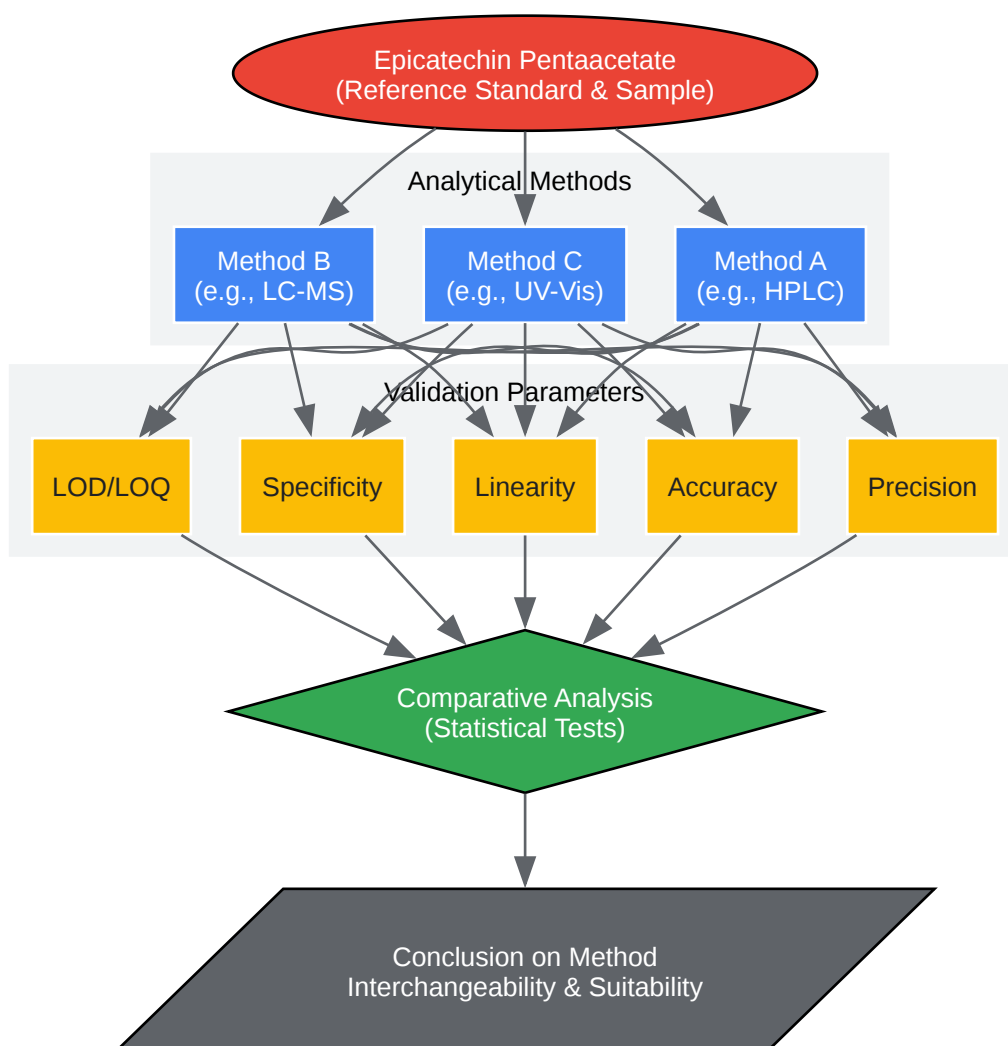 Epicatechin Pentaacetate
(Reference Standard & Sample)
Analytical Methods
Method B
(e.g., LC-MS)
Method C
(e.g., UV-Vis)
Method A
(e.g., HPLC)
Validation Parameters
LOD/LOQ
Specificity
Linearity
Accuracy
Precision
Comparative Analysis
(Statistical Tests)
Conclusion on Method
Interchangeability & Suitability